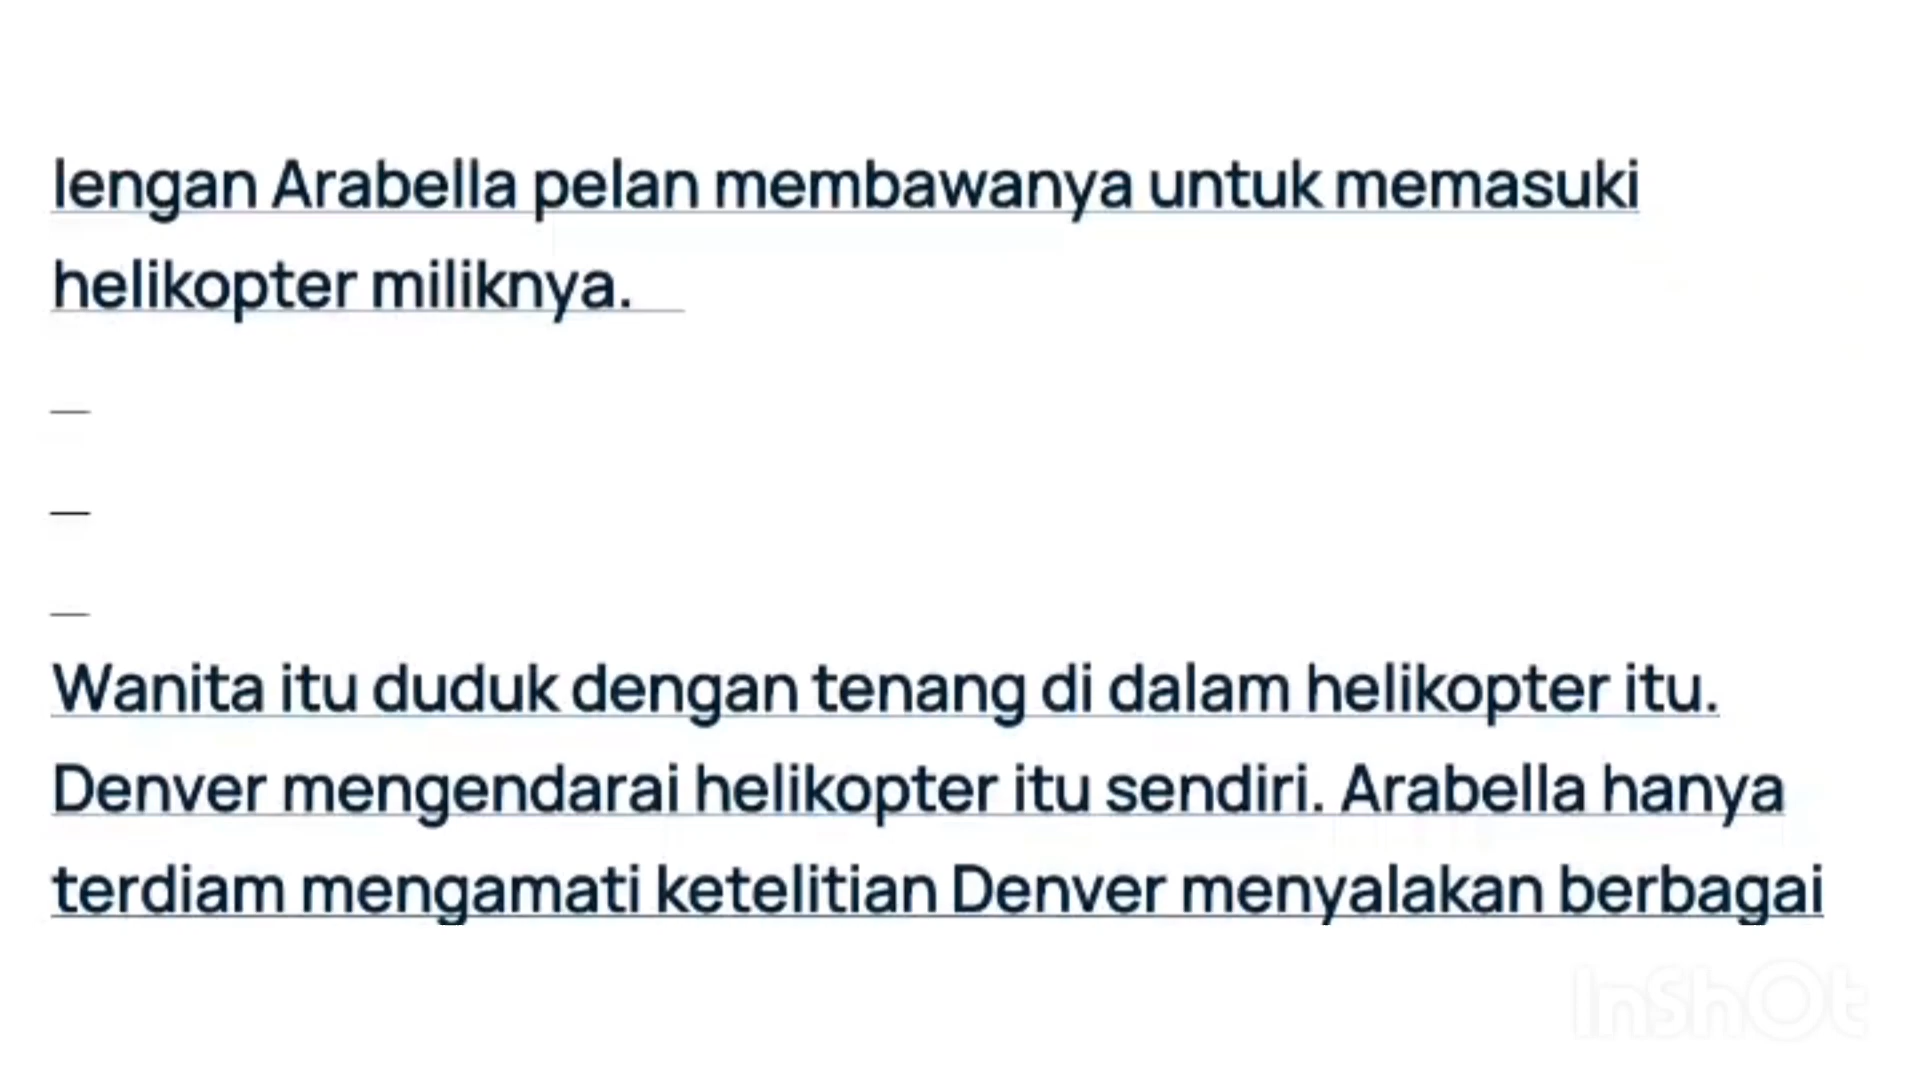 lengan Arabella pelan membawanya untuk memasuki
helikopter miliknya.
Wanita itu duduk dengan tenang di dalam helikopter itu.
Denver mengendarai helikopter itu sendiri. Arabella hanya
terdiam mengamati ketelitian Denver menyalakan berbagai
InShOt